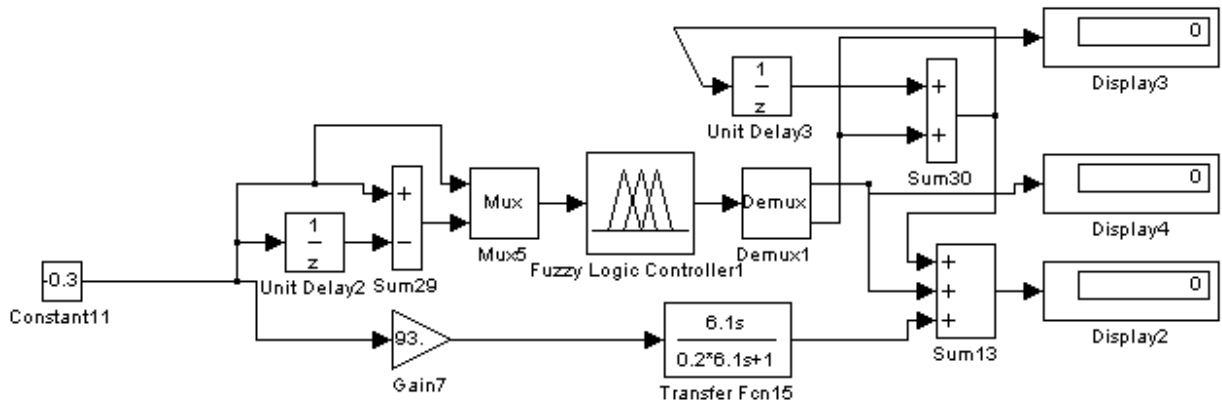 0
Display3
1
z
Unit Delay3
+
+
Sum30
0
Display4
1
z
Unit Delay2
+
−
Sum29
Mux
Mux5
Fuzzy Logic Controller1
Demux
Demux1
-0.3
Constant11
93.
Gain7
6.1s
0.2*6.1s+1
Transfer Fcn15
+
+
+
Sum13
0
Display2